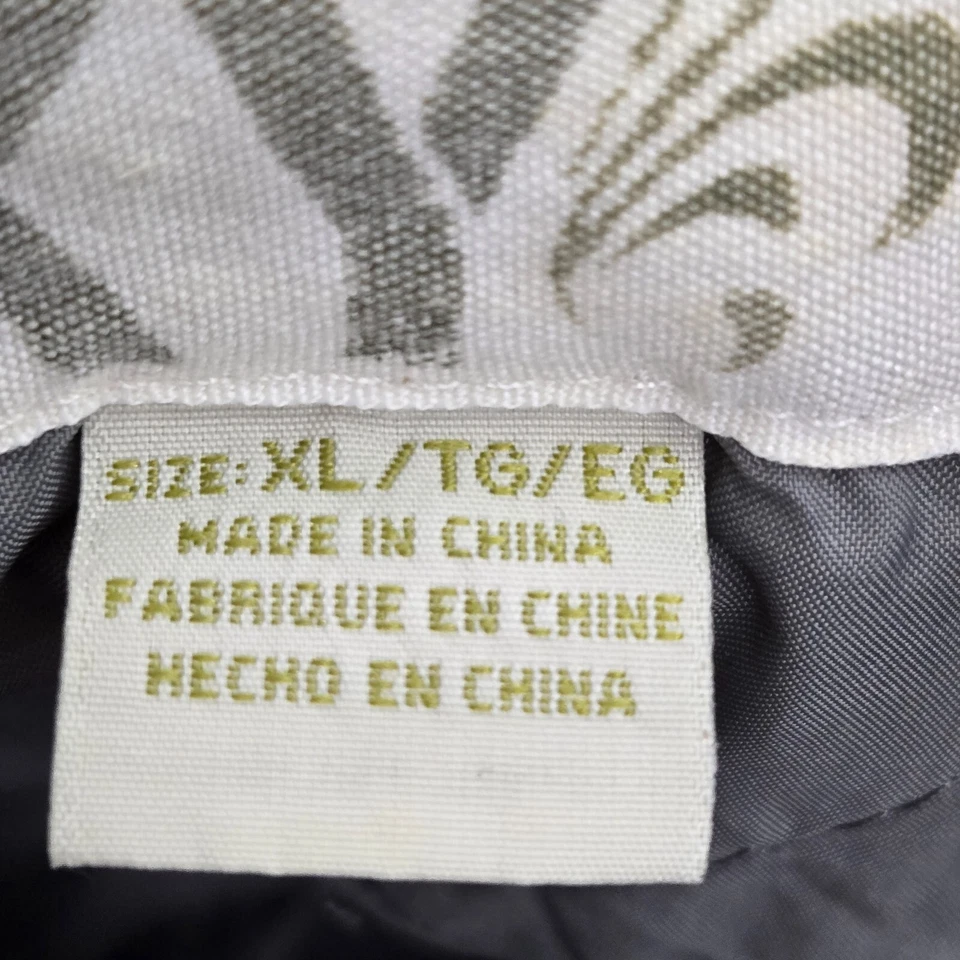 SIZE: XL/TG/EG
MADE IN CHINA
FABRIQUE EN CHINE
HECHO EN CHINA